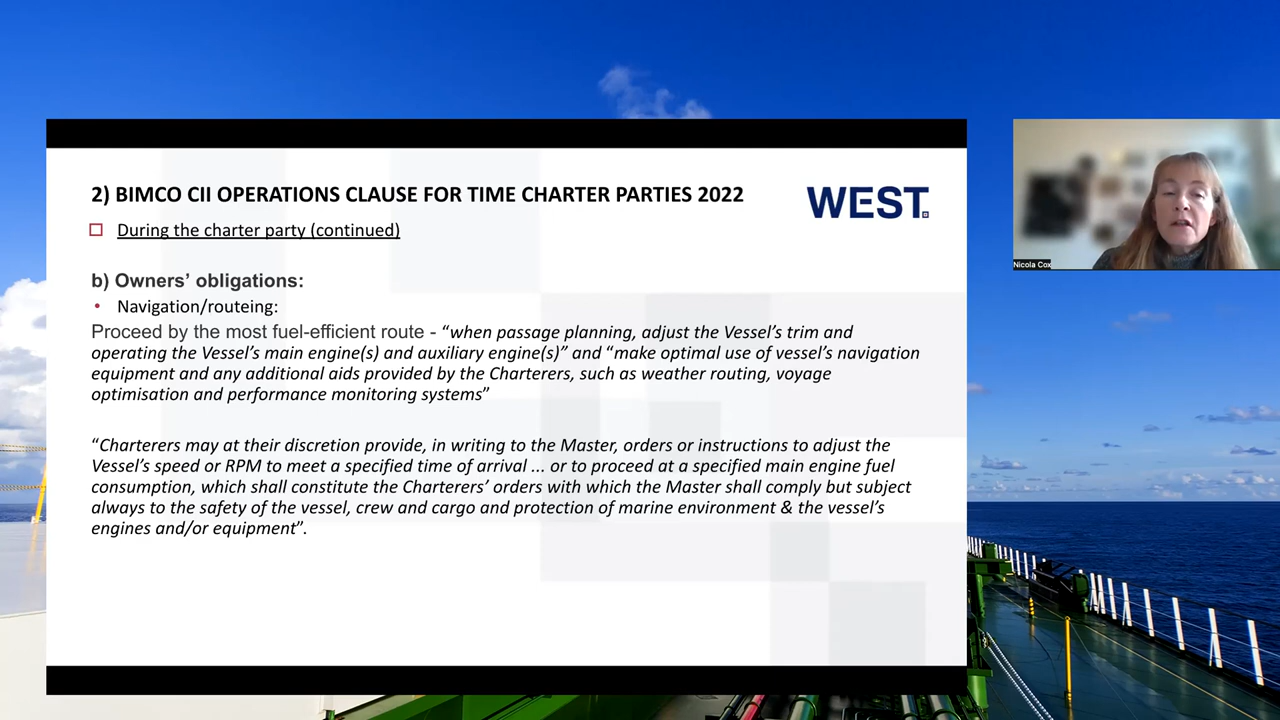 2) BIMCO CII OPERATIONS CLAUSE FOR TIME CHARTER PARTIES 2022
WEST.
During the charter party (continued)
b) Owners’ obligations:
• Navigation/routeing:
Proceed by the most fuel-efficient route - “when passage planning, adjust the Vessel’s trim and
operating the Vessel’s main engine(s) and auxiliary engine(s)” and “make optimal use of vessel’s navigation
equipment and any additional aids provided by the Charterers, such as weather routing, voyage
optimisation and performance monitoring systems”
“Charterers may at their discretion provide, in writing to the Master, orders or instructions to adjust the
Vessel’s speed or RPM to meet a specified time of arrival ... or to proceed at a specified main engine fuel
consumption, which shall constitute the Charterers’ orders with which the Master shall comply but subject
always to the safety of the vessel, crew and cargo and protection of marine environment & the vessel’s
engines and/or equipment”.
Nicola Cox